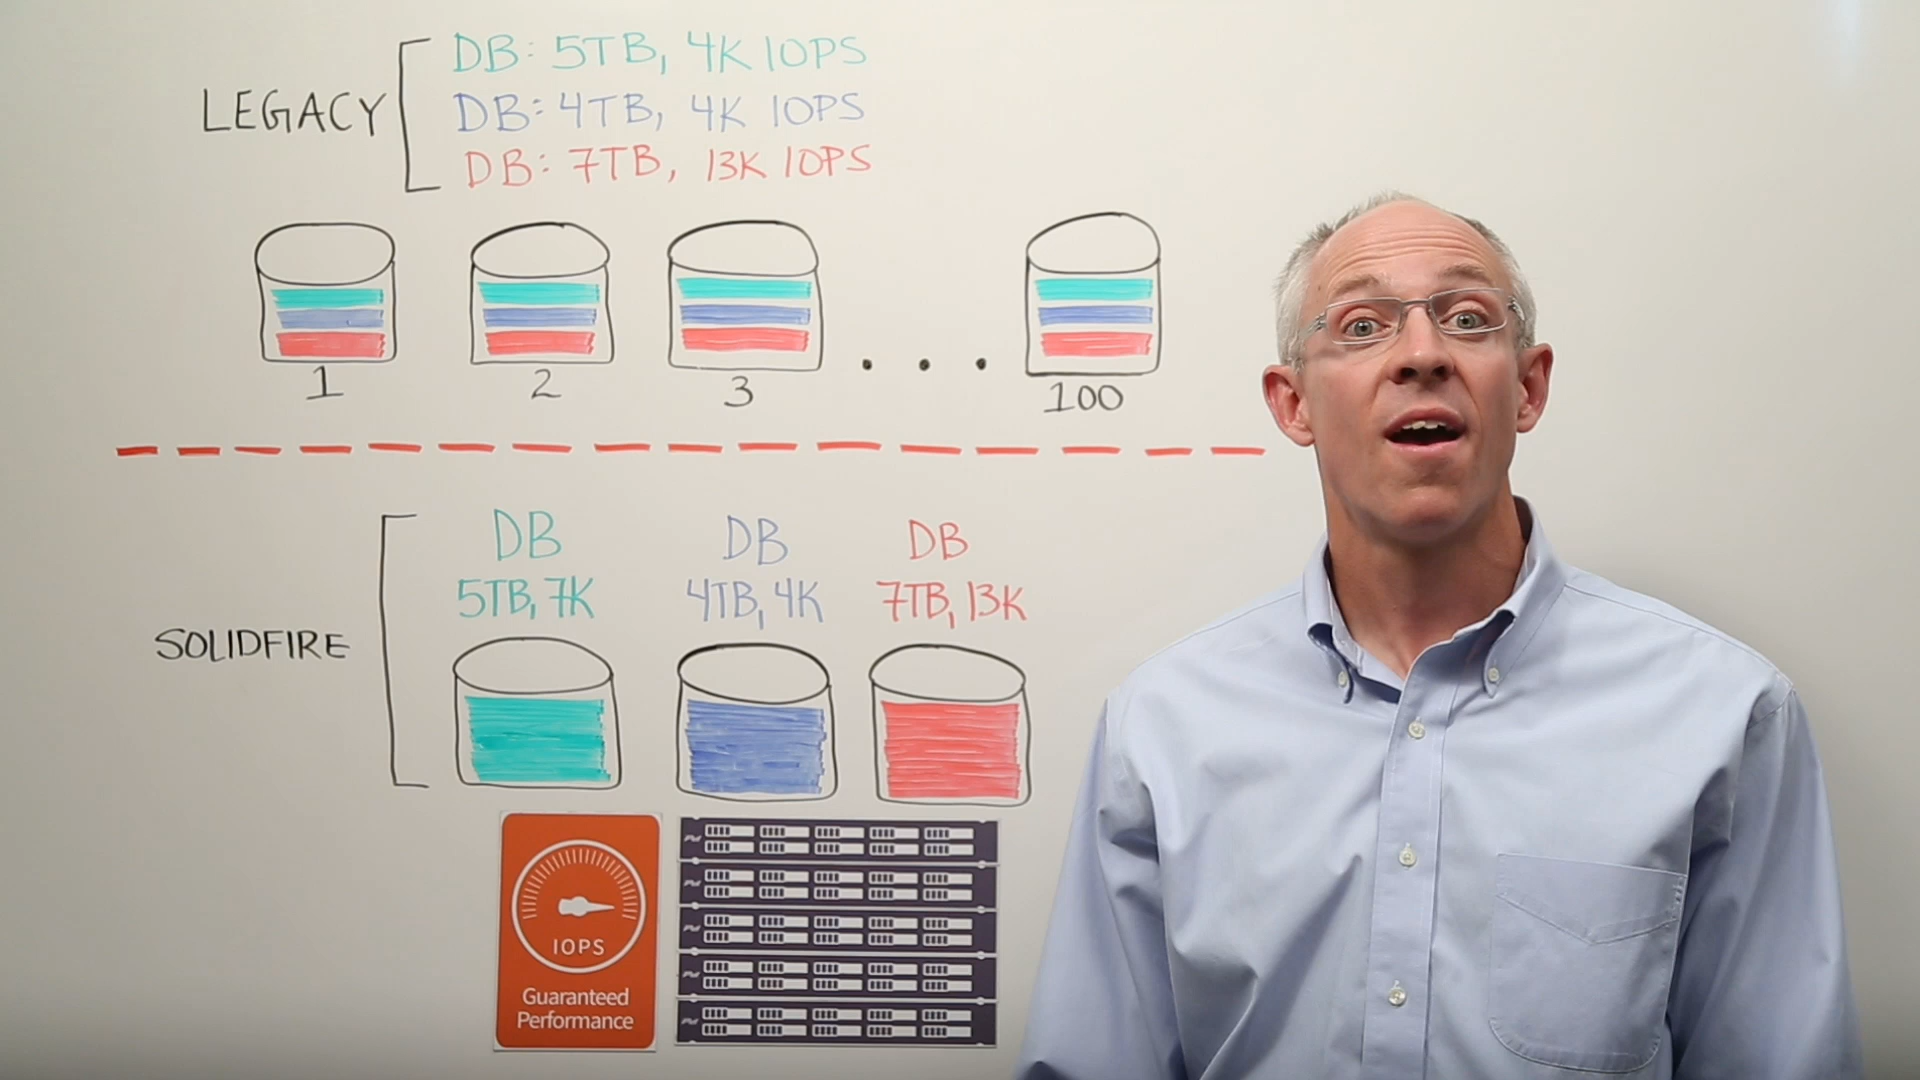 LEGACY
DB: 5TB, 4K IOPS
DB: 4TB, 4K IOPS
DB: 7TB, 13K IOPS
1 2 3 . . . 100
SOLIDFIRE
DB DB DB
5TB, 7K 4TB, 4K 7TB, 13K
IOPS
Guaranteed
Performance